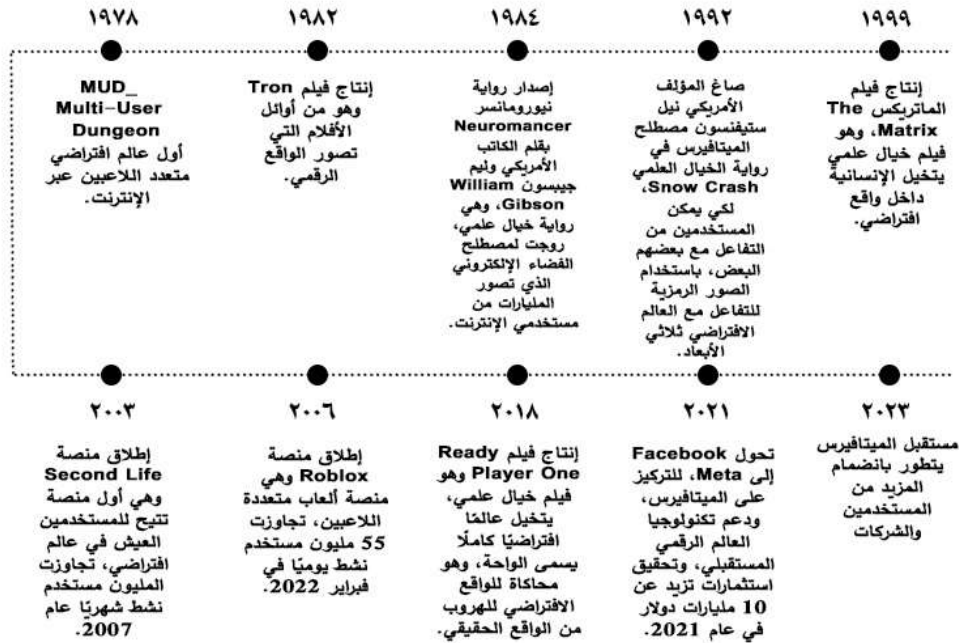 ١٩٧٨
MUD_
Multi-User
Dungeon
أول عالم افتراضي
متعدد اللاعبين عبر
الإنترنت.
١٩٨٢
إنتاج فيلم Tron
وهو من أوائل
الأفلام التي
تصور الواقع
الرقمي.
١٩٨٤
إصدار رواية
نيورومانسر
Neuromancer
بقلم الكاتب
الأمريكي وليم
جيبسون William
Gibson، وهي
رواية خيال علمي،
روجت لمصطلح
الفضاء الإلكتروني
الذي تصور
المليارات من
مستخدمي الإنترنت.
١٩٩٢
صاغ المؤلف
الأمريكي نيل
ستيفنسون مصطلح
الميتافيرس في
رواية الخيال العلمي
Snow Crash،
لكي يمكن
المستخدمين من
التفاعل مع بعضهم
البعض، باستخدام
الصور الرمزية
للتفاعل مع العالم
الافتراضي ثلاثي
الأبعاد.
١٩٩٩
إنتاج فيلم
الماتريكس The
Matrix، وهو
فيلم خيال علمي
يتخيل الإنسانية
داخل واقع
افتراضي.
٢٠٠٣
إطلاق منصة
Second Life
وهي أول منصة
تتيح للمستخدمين
العيش في عالم
افتراضي، تجاوزت
المليون مستخدم
نشط شهريًا عام
2007.
٢٠٠٦
إطلاق منصة
Roblox وهي
منصة ألعاب متعددة
اللاعبين، تجاوزت
55 مليون مستخدم
نشط يوميًا في
فبراير 2022.
٢٠١٨
إنتاج فيلم Ready
Player One وهو
فيلم خيال علمي،
يتخيل عالمًا
افتراضيًا كاملًا
يسمى الواحة، وهو
محاكاة للواقع
الافتراضي للهروب
من الواقع الحقيقي.
٢٠٢١
تحول Facebook
إلى Meta، للتركيز
على الميتافيرس،
ودعم تكنولوجيا
العالم الرقمي
المستقبلي، وتحقيق
استثمارات تزيد عن
10 مليارات دولار
في عام 2021.
٢٠٢٣
مستقبل الميتافيرس
يتطور بانضمام
المزيد من
المستخدمين
والشركات